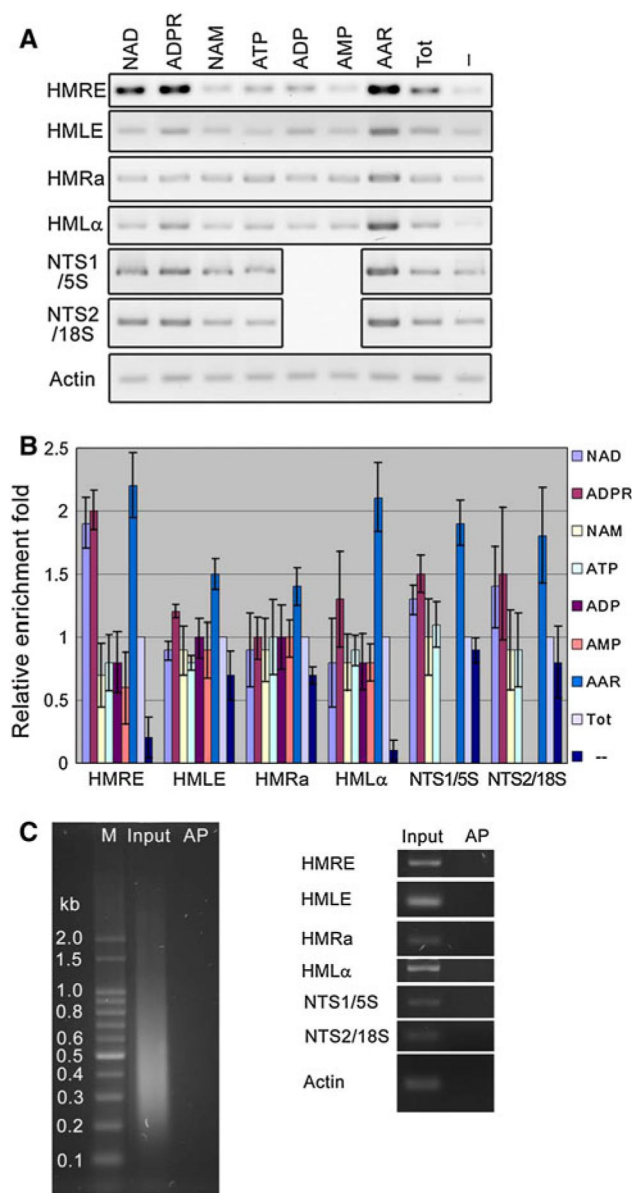 A
NAD ADPR NAM ATP ADP AMP AAR Tot –
HMRE
HMLE
HMRa
HMLα
NTS1
/5S
NTS2
/18S
Actin
B
Relative enrichment fold
2.5
2
1.5
1
0.5
0
HMRE HMLE HMRa HMLα NTS1/5S NTS2/18S
NAD
ADPR
NAM
ATP
ADP
AMP
AAR
Tot
--
C
M Input AP
kb
2.0
1.5
1.0
0.8
0.6
0.5
0.4
0.3
0.2
0.1
Input AP
HMRE
HMLE
HMRa
HMLα
NTS1/5S
NTS2/18S
Actin